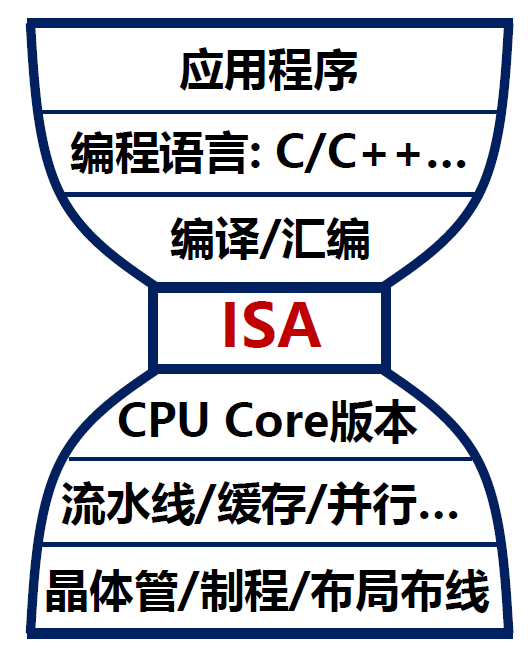 应用程序
编程语言: C/C++...
编译/汇编
ISA
CPU Core版本
流水线/缓存/并行...
晶体管/制程/布局布线